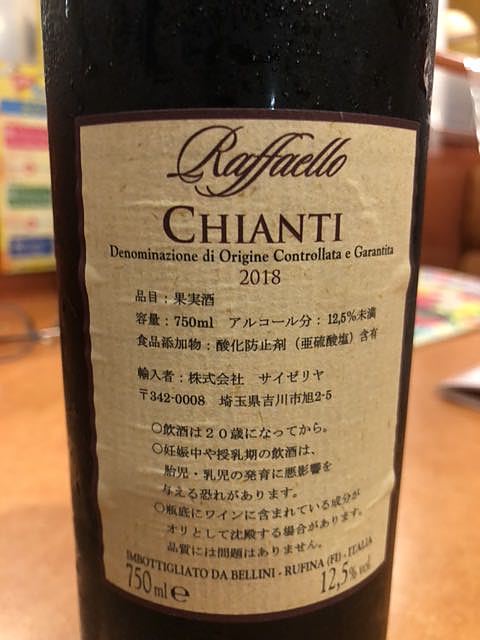 Raffaello
CHIANTI
Denominazione di Origine Controllata e Garantita
2018
品目：果実酒
容量：750ml アルコール分：12,5%未満
食品添加物：酸化防止剤（亜硫酸塩）含有
輸入者：株式会社 サイゼリヤ
〒342-0008 埼玉県吉川市旭2-5
○飲酒は２０歳になってから。
○妊娠中や授乳期の飲酒は、
胎児・乳児の発育に悪影響を
与える恐れがあります。
○瓶底にワインに含まれている成分が
オリとして沈殿する場合があります。
品質には問題はありません。
IMBOTTIGLIATO DA BELLINI - RUFINA (FI) - ITALIA
750 ml e 12,5% vol